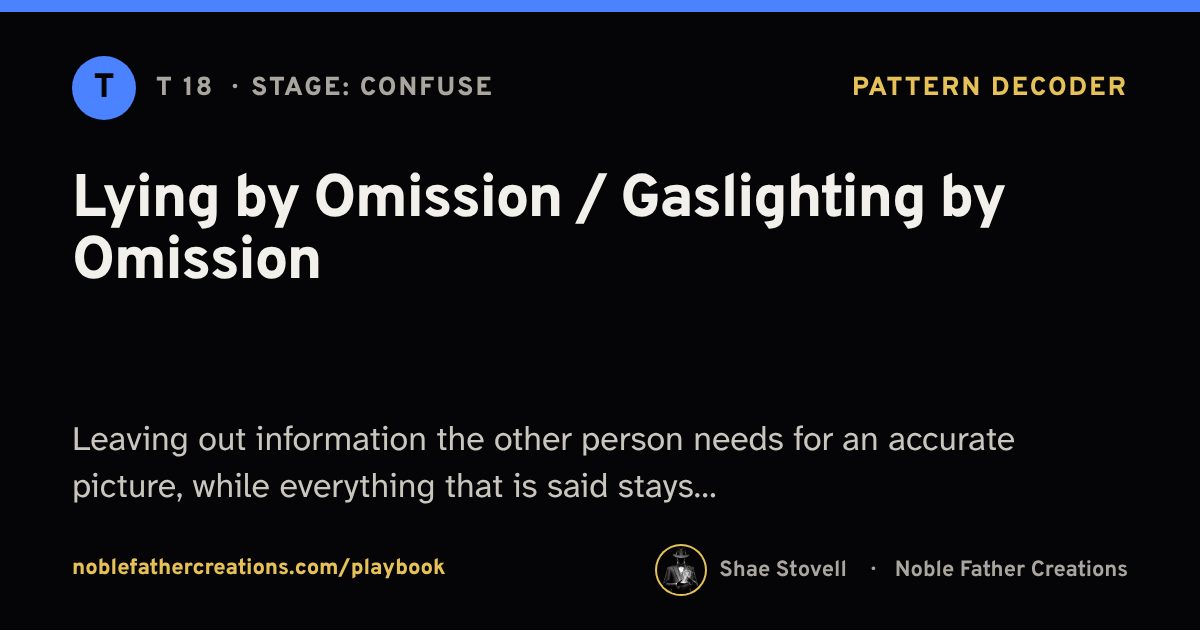 T
T 18 · STAGE: CONFUSE
PATTERN DECODER
Lying by Omission / Gaslighting by
Omission
Leaving out information the other person needs for an accurate
picture, while everything that is said stays...
noblefathercreations.com/playbook
Shae Stovell · Noble Father Creations